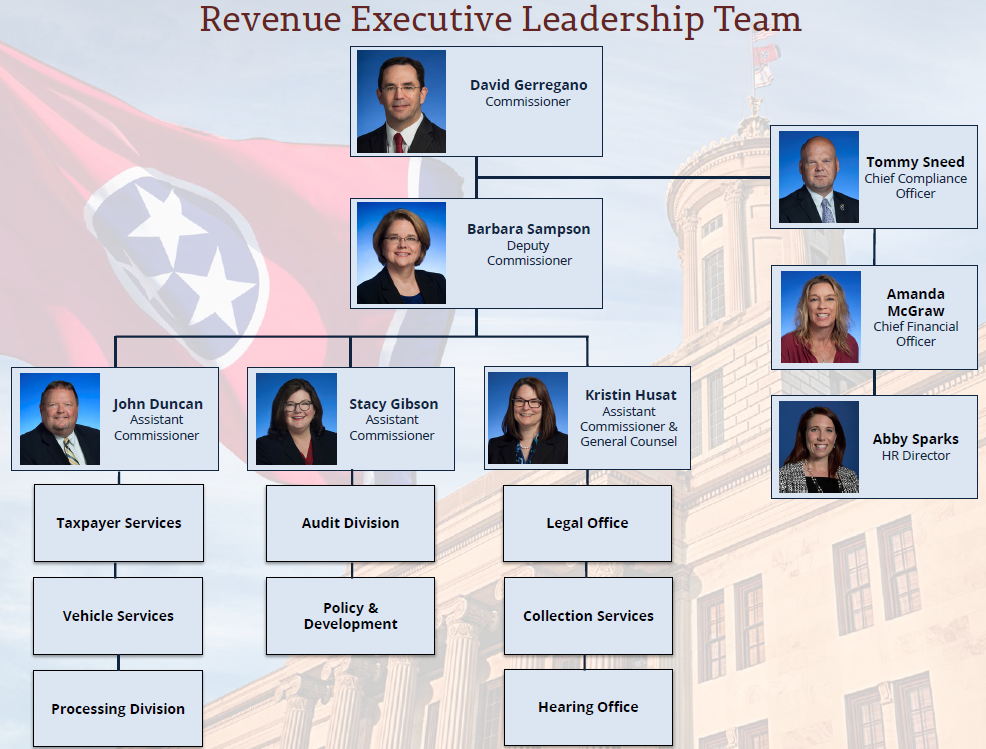 Revenue Executive Leadership Team
David Gerregano
Commissioner
Tommy Sneed
Chief Compliance
Officer
Barbara Sampson
Deputy
Commissioner
Amanda
McGraw
Chief Financial
Officer
Abby Sparks
HR Director
John Duncan
Assistant
Commissioner
Stacy Gibson
Assistant
Commissioner
Kristin Husat
Assistant
Commissioner &
General Counsel
Taxpayer Services
Audit Division
Legal Office
Vehicle Services
Policy &
Development
Collection Services
Processing Division
Hearing Office